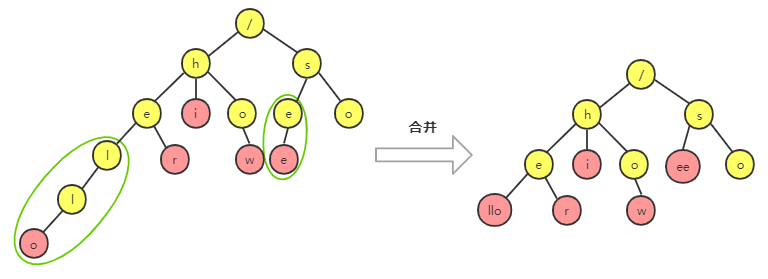 /
h s
e i o e o
l r w e
l
o
合并
/
h s
e i o ee o
llo r w